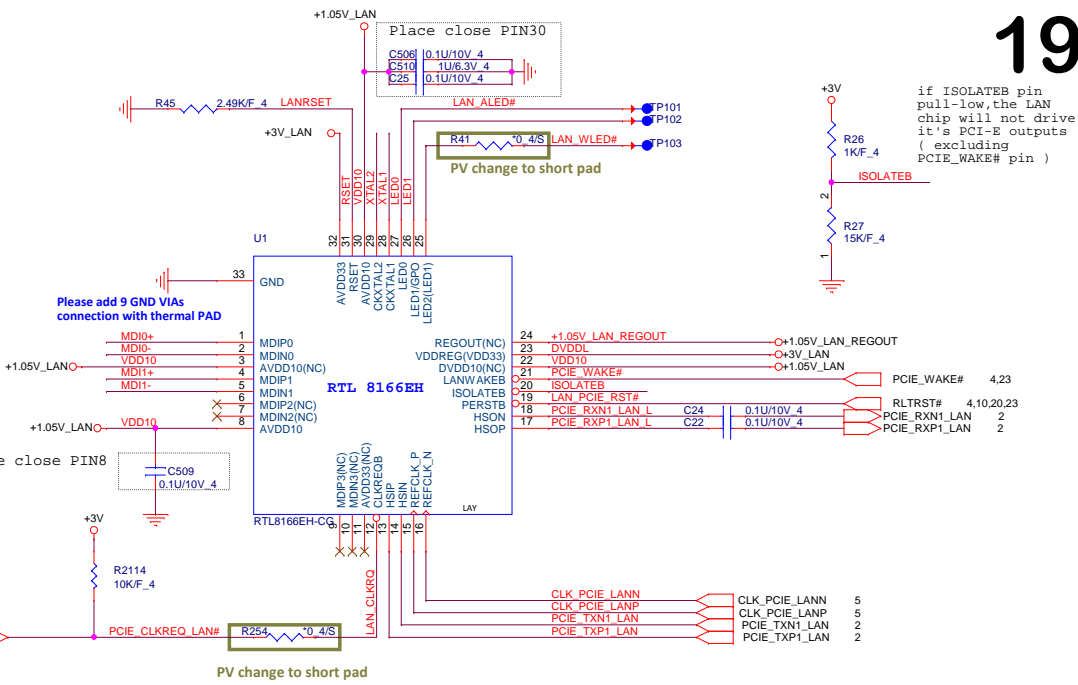 +1.05V_LAN
Place close PIN30
19
C506 0.1U/10V_4
C510 1U/6.3V_4
C25 0.1U/10V_4
+3V
if ISOLATEB pin
pull-low,the LAN
chip will not drive
it's PCI-E outputs
( excluding
PCIE_WAKE# pin )
R45 2.49K/F_4 LANRSET
LAN_ALED# TP101
TP102
+3V_LAN
R41 *0_4/S LAN_WLED# TP103
PV change to short pad
R26
1K/F_4
ISOLATEB
2
R27
15K/F_4
1
RSET
VDD10
XTAL2
XTAL1
LED0
LED1
U1
32
31
30
29
28
27
26
25
AVDD33
RSET
AVDD10
CKXTAL2
CKXTAL1
LED0
LED1/GPO
LED2(LED1)
33 GND
Please add 9 GND VIAs
connection with thermal PAD
MDI0+ 1 MDIP0
MDI0- 2 MDIN0
+1.05V_LAN VDD10 3 AVDD10(NC)
MDI1+ 4 MDIP1
MDI1- 5 MDIN1
6 MDIP2(NC)
7 MDIN2(NC)
+1.05V_LAN VDD10 8 AVDD10
RTL 8166EH
REGOUT(NC) 24 +1.05V_LAN_REGOUT +1.05V_LAN_REGOUT
VDDREG(VDD33) 23 DVDDL +3V_LAN
DVDD10(NC) 22 VDD10 +1.05V_LAN
LANWAKEB 21 PCIE_WAKE# PCIE_WAKE# 4,23
ISOLATEB 20 ISOLATEB
PERSTB 19 LAN_PCIE_RST# RLTRST# 4,10,20,23
HSON 18 PCIE_RXN1_LAN_L C24 0.1U/10V_4 PCIE_RXN1_LAN 2
HSOP 17 PCIE_RXP1_LAN_L C22 0.1U/10V_4 PCIE_RXP1_LAN 2
e close PIN8
C509
0.1U/10V_4
MDIP3(NC)
MDIN3(NC)
AVDD33(NC)
CLKREQB
HSIP
HSIN
REFCLK_P
REFCLK_N
LAY
RTL8166EH-CG
9
10
11
12
13
14
15
16
+3V
R2114
10K/F_4
LAN_CLKRQ
CLK_PCIE_LANN CLK_PCIE_LANN 5
CLK_PCIE_LANP CLK_PCIE_LANP 5
PCIE_TXN1_LAN PCIE_TXN1_LAN 2
PCIE_TXP1_LAN PCIE_TXP1_LAN 2
PCIE_CLKREQ_LAN# R254 *0_4/S
PV change to short pad